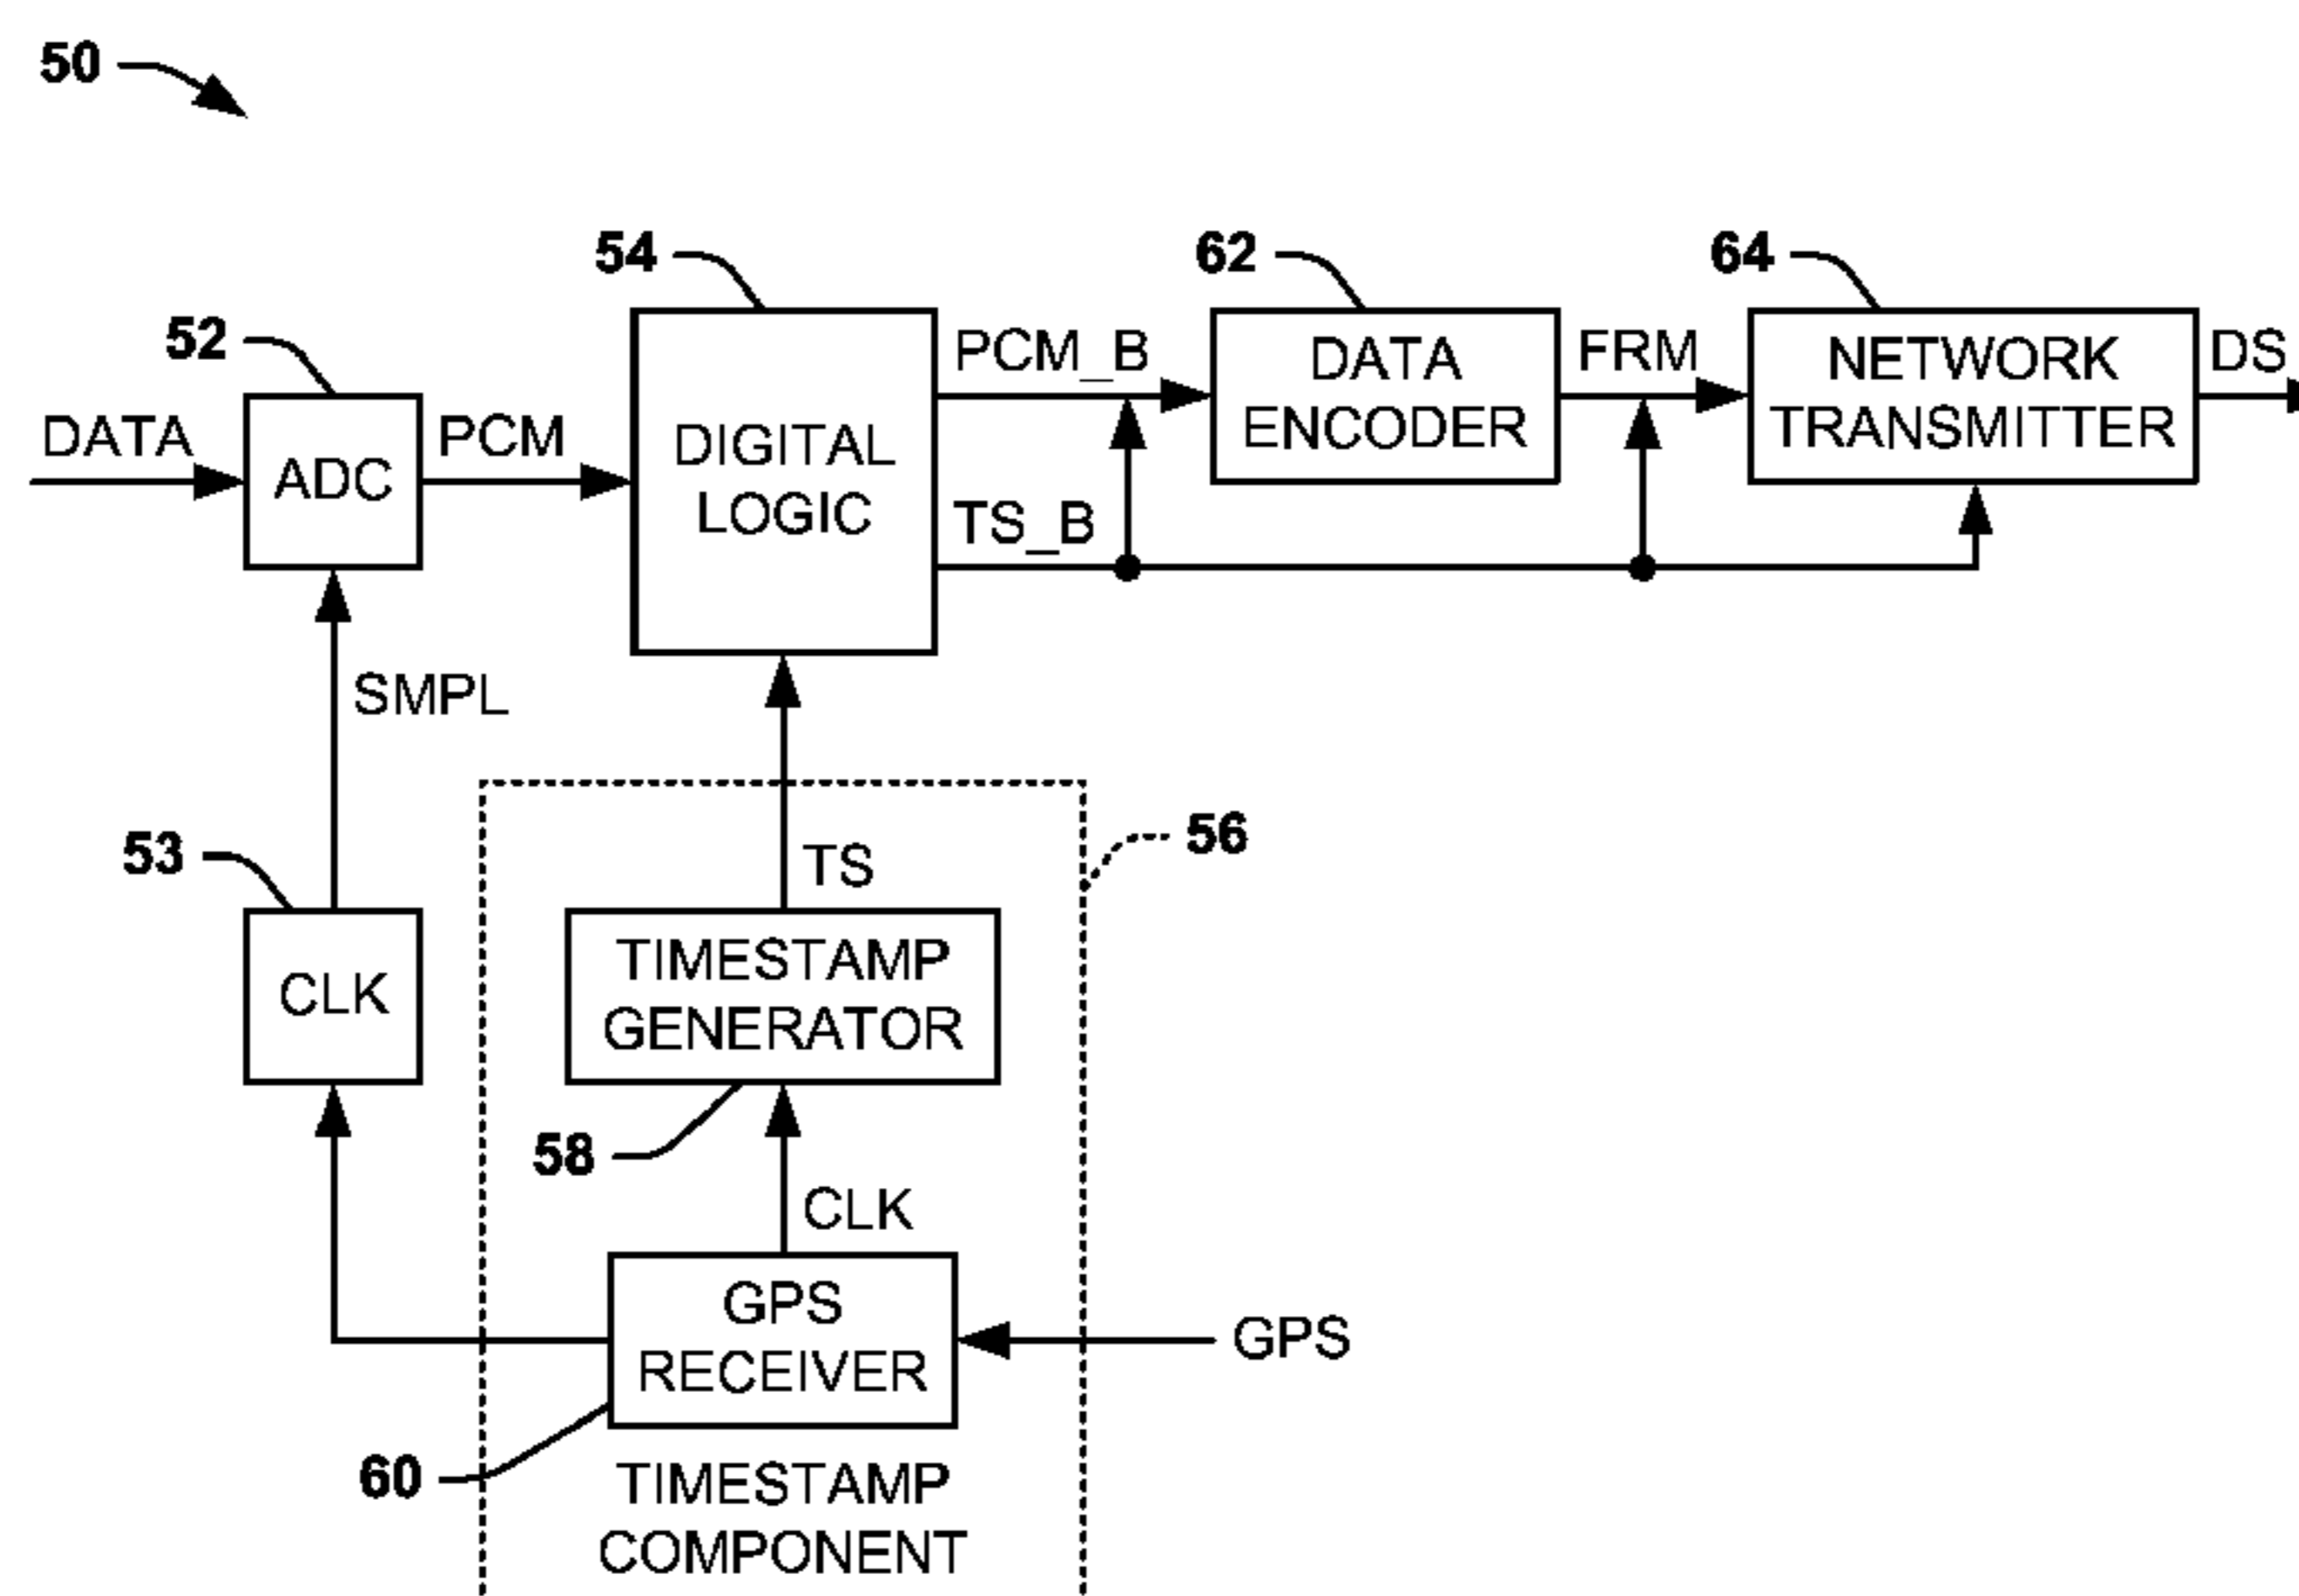 50
54
62
64
52
PCM_B
DATA
ENCODER
FRM
NETWORK
TRANSMITTER
DS
DATA
ADC
PCM
DIGITAL
LOGIC
TS_B
SMPL
53
56
TS
CLK
TIMESTAMP
GENERATOR
58
CLK
GPS
RECEIVER
GPS
60
TIMESTAMP
COMPONENT